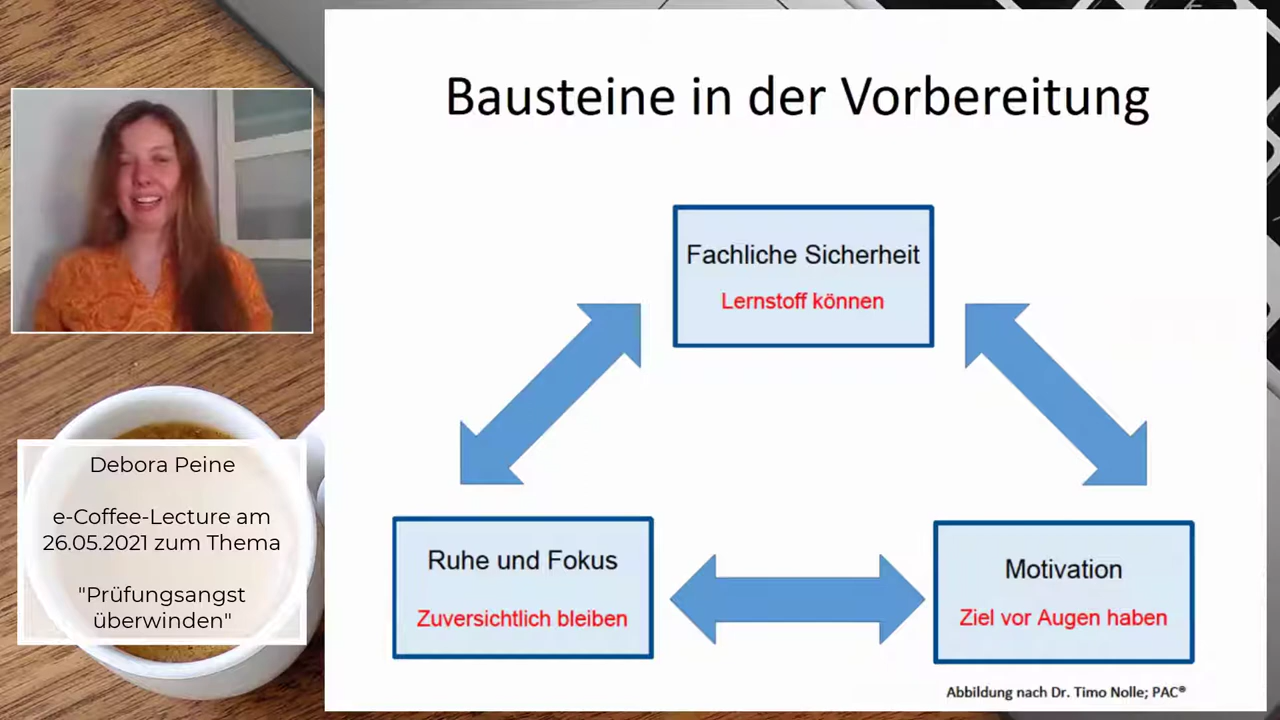 Bausteine in der Vorbereitung
Fachliche Sicherheit
Lernstoff können
Ruhe und Fokus
Zuversichtlich bleiben
Motivation
Ziel vor Augen haben
Abbildung nach Dr. Timo Nolle; PAC®
Debora Peine
e-Coffee-Lecture am
26.05.2021 zum Thema
"Prüfungsangst
überwinden"